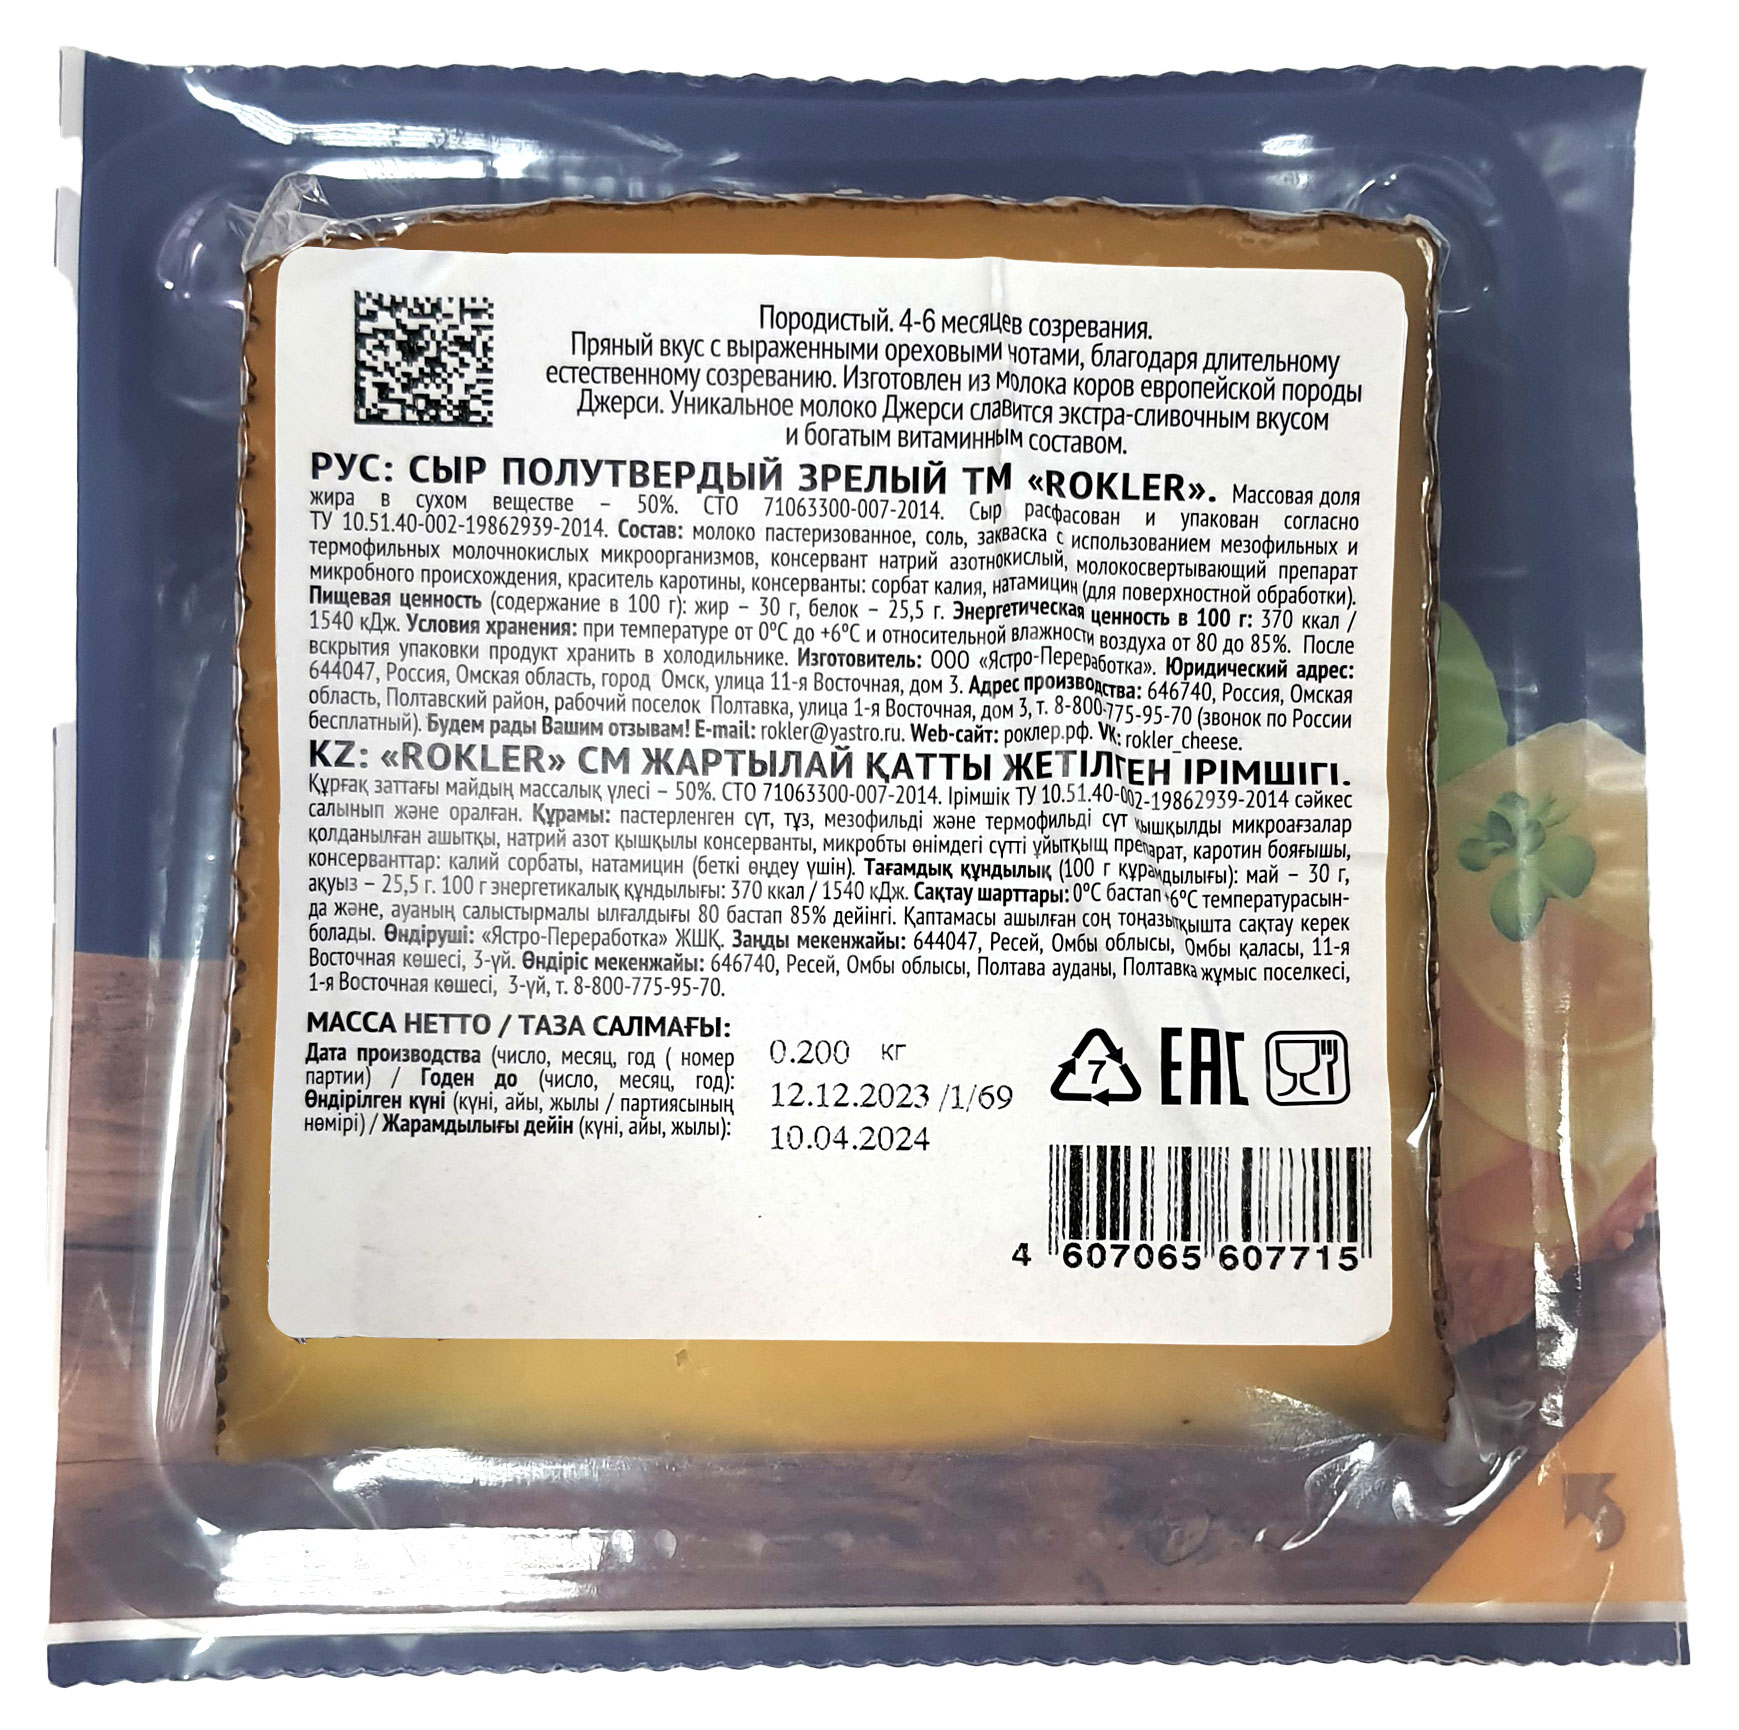 Породистый. 4-6 месяцев созревания.
Пряный вкус с выраженными ореховыми нотами, благодаря длительному
естественному созреванию. Изготовлен из молока коров европейской породы
Джерси. Уникальное молоко Джерси славится экстра-сливочным вкусом
и богатым витаминным составом.
РУС: СЫР ПОЛУТВЕРДЫЙ ЗРЕЛЫЙ ТМ «ROKLER». Массовая доля
жира в сухом веществе – 50%. СТО 71063300-007-2014. Сыр расфасован и упакован согласно
ТУ 10.51.40-002-19862939-2014. Состав: молоко пастеризованное, соль, закваска с использованием мезофильных и
термофильных молочнокислых микроорганизмов, консервант натрий азотнокислый, молокосвертывающий препарат
микробного происхождения, краситель каротины, консерванты: сорбат калия, натамицин (для поверхностной обработки).
Пищевая ценность (содержание в 100 г): жир – 30 г, белок – 25,5 г. Энергетическая ценность в 100 г: 370 ккал /
1540 кДж. Условия хранения: при температуре от 0°С до +6°С и относительной влажности воздуха от 80 до 85%. После
вскрытия упаковки продукт хранить в холодильнике. Изготовитель: ООО «Ястро-Переработка». Юридический адрес:
644047, Россия, Омская область, город Омск, улица 11-я Восточная, дом 3. Адрес производства: 646740, Россия, Омская
область, Полтавский район, рабочий поселок Полтавка, улица 1-я Восточная, дом 3, т. 8-800-775-95-70 (звонок по России
бесплатный). Будем рады Вашим отзывам! E-mail: rokler@yastro.ru. Web-сайт: роклер.рф. Vk: rokler_cheese.
KZ: «ROKLER» СМ ЖАРТЫЛАЙ ҚАТТЫ ЖЕТІЛГЕН ІРІМШІГІ.
Құрғақ заттағы майдың массалық үлесі – 50%. СТО 71063300-007-2014. Ірімшік ТУ 10.51.40-002-19862939-2014 сәйкес
салынып және оралған. Құрамы: пастерленген сүт, тұз, мезофильді және термофильді сүт қышқылды микроағзалар
қолданылған ашытқы, натрий азот қышқылы консерванты, микробты өнімдегі сүтті ұйытқыш препарат, каротин бояғышы,
консерванттар: калий сорбаты, натамицин (беткі өңдеу үшін). Тағамдық құндылық (100 г құрамдылығы): май – 30 г,
ақуыз – 25,5 г. 100 г энергетикалық құндылығы: 370 ккал / 1540 кДж. Сақтау шарттары: 0°С бастап +6°С температурасын-
да және, ауаның салыстырмалы ылғалдығы 80 бастап 85% дейінгі. Қаптамасы ашылған соң тоңазытқышта сақтау керек
болады. Өндіруші: «Ястро-Переработка» ЖШҚ. Заңды мекенжайы: 644047, Ресей, Омбы облысы, Омбы қаласы, 11-я
Восточная көшесі, 3-үй. Өндіріс мекенжайы: 646740, Ресей, Омбы облысы, Полтава ауданы, Полтавка жұмыс поселкесі,
1-я Восточная көшесі, 3-үй, т. 8-800-775-95-70.
МАССА НЕТТО / ТАЗА САЛМАҒЫ: 0.200 кг
Дата производства (число, месяц, год ( номер
партии) / Годен до (число, месяц, год):
Өндірілген күні (күні, айы, жылы / партиясының
нөмірі) / Жарамдылығы дейін (күні, айы, жылы):
12.12.2023 /1/69
10.04.2024
7
EAC
4 607065 607715